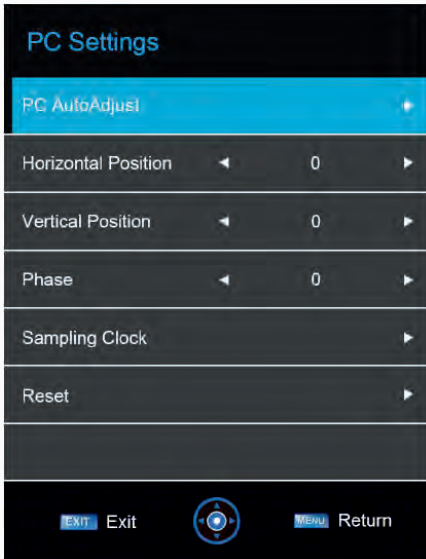 PC Settings
PC AutoAdjust
Horizontal Position 0
Vertical Position 0
Phase 0
Sampling Clock
Reset
EXIT Exit MENU Return